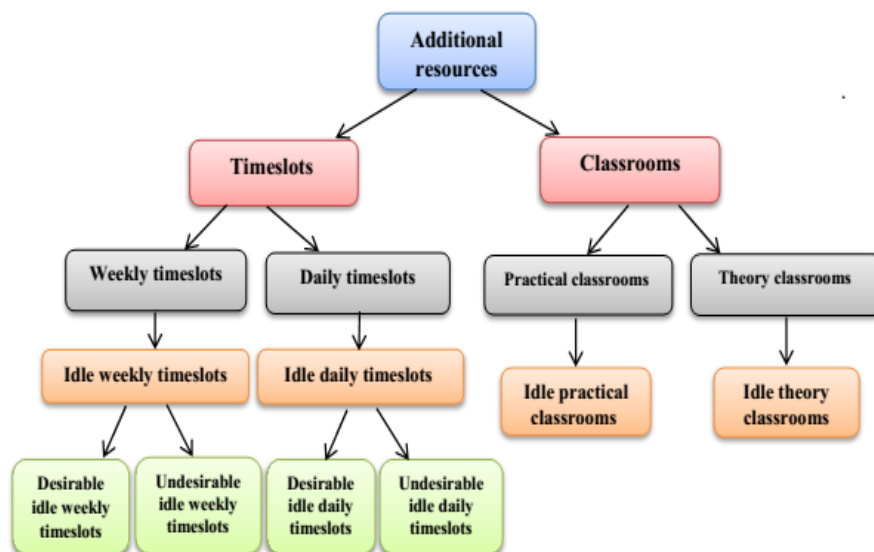 Additional
resources
Timeslots
Classrooms
Weekly timeslots
Daily timeslots
Practical classrooms
Theory classrooms
Idle weekly timeslots
Idle daily timeslots
Idle practical
classrooms
Idle theory
classrooms
Desirable
idle weekly
timeslots
Undesirable
idle weekly
timeslots
Desirable
idle daily
timeslots
Undesirable
idle daily
timeslots